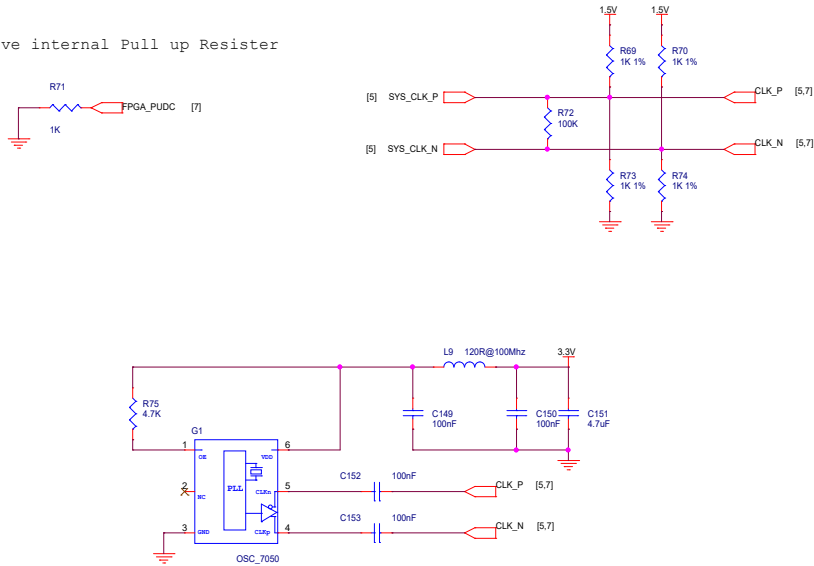 1.5V 1.5V
ve internal Pull up Resister
R69
1K 1%
R70
1K 1%
R71
FPGA_PUDC [7]
1K
[5] SYS_CLK_P
CLK_P [5,7]
R72
100K
[5] SYS_CLK_N
CLK_N [5,7]
R73
1K 1%
R74
1K 1%
L9 120R@100Mhz
3.3V
R75
4.7K
C149
100nF
C150
100nF
C151
4.7uF
G1
1
OE
6
VDD
2
NC
PLL
5
CLKn
3
GND
4
CLKp
OSC_7050
C152 100nF
CLK_P [5,7]
C153 100nF
CLK_N [5,7]